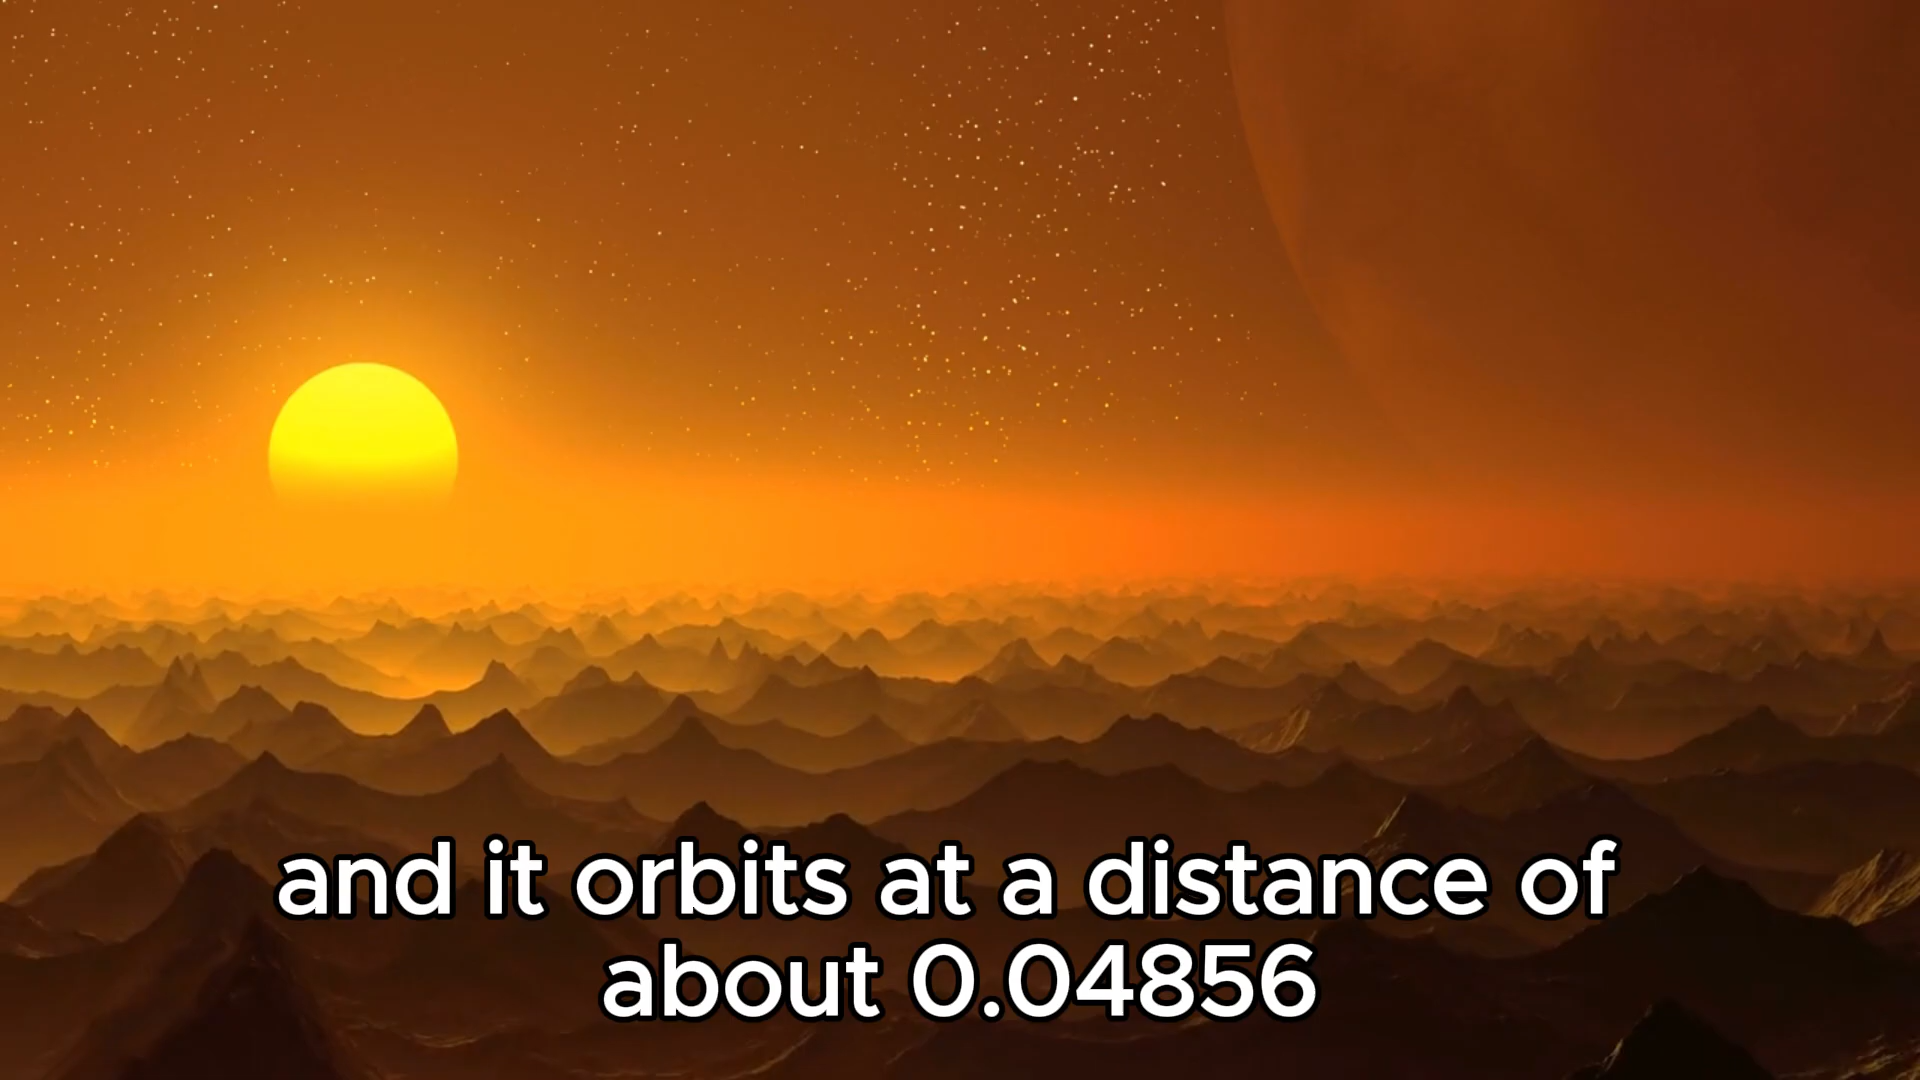 and it orbits at a distance of
about 0.04856